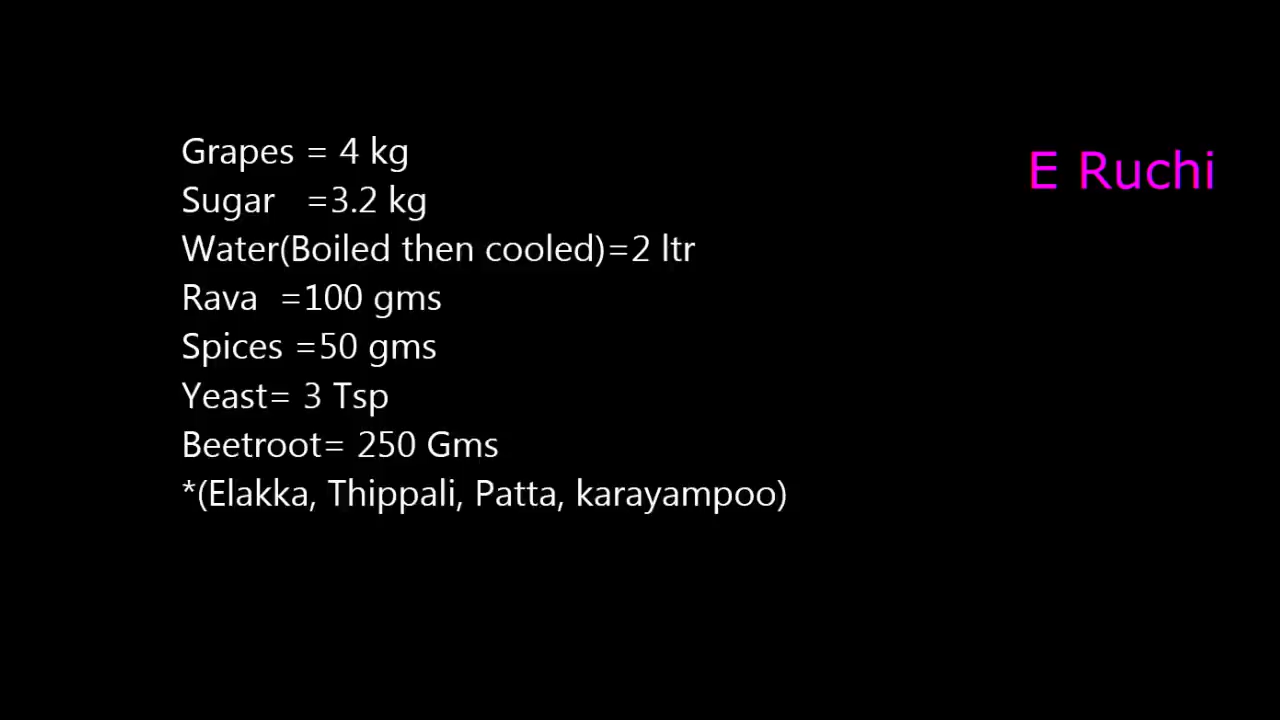 Grapes = 4 kg
E Ruchi
Sugar   =3.2 kg
Water(Boiled then cooled)=2 ltr
Rava  =100 gms
Spices =50 gms
Yeast= 3 Tsp
Beetroot= 250 Gms
*(Elakka, Thippali, Patta, karayampoo)